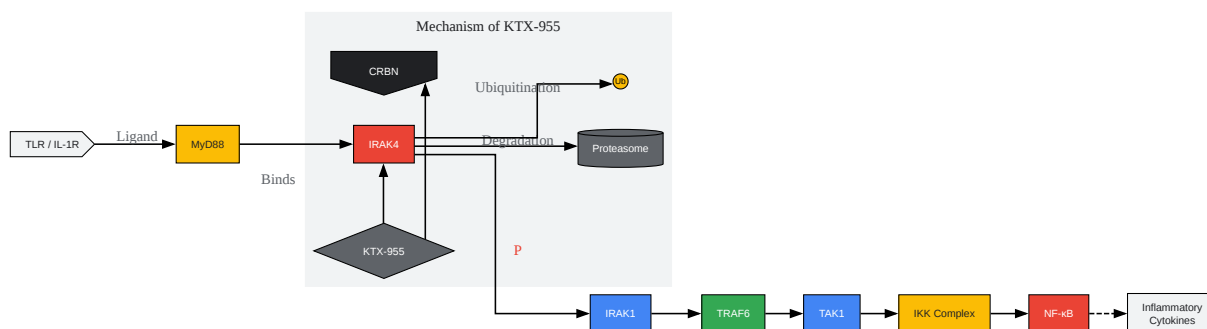 Mechanism of KTX-955
CRBN
Ubiquitination
Ub
TLR / IL-1R
Ligand
MyD88
IRAK4
Degradation
Proteasome
Binds
KTX-955
P
IRAK1
TRAF6
TAK1
IKK Complex
NF-κB
Inflammatory
Cytokines